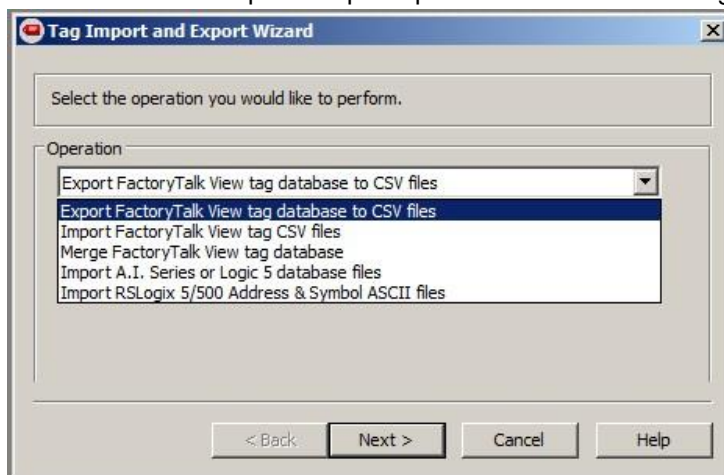 Tag Import and Export Wizard
Select the operation you would like to perform.
Operation
Export FactoryTalk View tag database to CSV files
Export FactoryTalk View tag database to CSV files
Import FactoryTalk View tag CSV files
Merge FactoryTalk View tag database
Import A.I. Series or Logic 5 database files
Import RSLogix 5/500 Address & Symbol ASCII files
< Back Next > Cancel Help